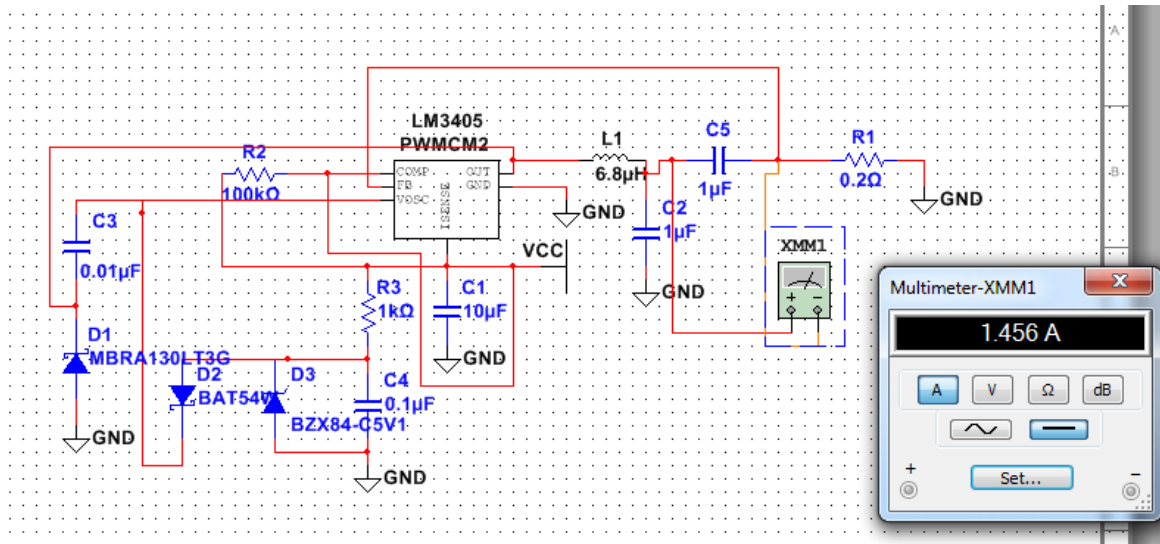 A
LM3405
PWMCM2
L1
C5
R1
R2
6.8µH
1µF
0.2Ω
100kΩ
COMP
OUT
FB
GND
VOSC
ISENSE
B
GND
GND
C3
0.01µF
C2
1µF
XMM1
VCC
+ -
R3
1kΩ
C1
10µF
GND
GND
D1
MBRA130LT3G
D2
BAT54W
D3
BZX84-C5V1
C4
0.1µF
GND
GND
Multimeter-XMM1
1.456 A
A
V
Ω
dB
+
Set...
-